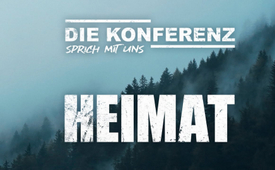 DIE KONFERENZ
SPRICH MIT UNS
HEIMAT